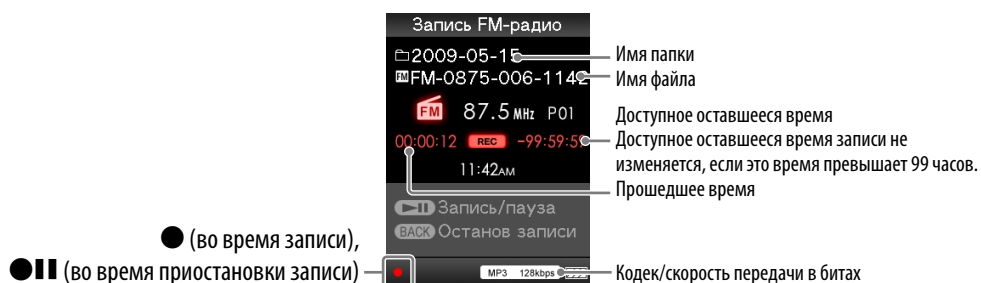 Запись FM-радио
2009-05-15
FM-0875-006-1142
FM 87.5 MHz P01
00:00:12 REC -99:59:59
11:42AM
Запись/пауза
BACK Останов записи
MP3 128kbps
Имя папки
Имя файла
Доступное оставшееся время
Доступное оставшееся время записи не
изменяется, если это время превышает 99 часов.
Прошедшее время
Кодек/скорость передачи в битах
(во время записи),
(во время приостановки записи)